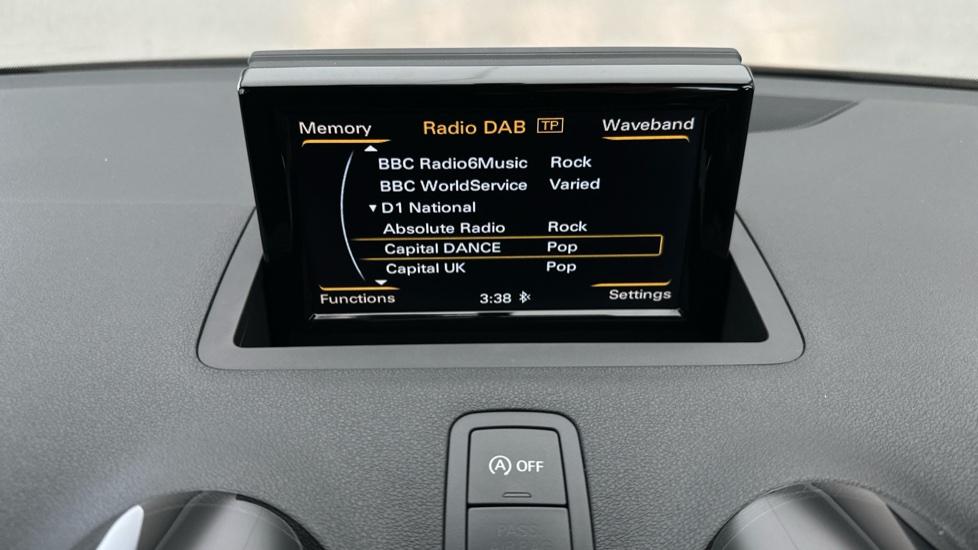 Memory Radio DAB TP Waveband
BBC Radio6Music Rock
BBC WorldService Varied
D1 National
Absolute Radio Rock
Capital DANCE Pop
Capital UK Pop
Functions 3:38 Settings
A OFF